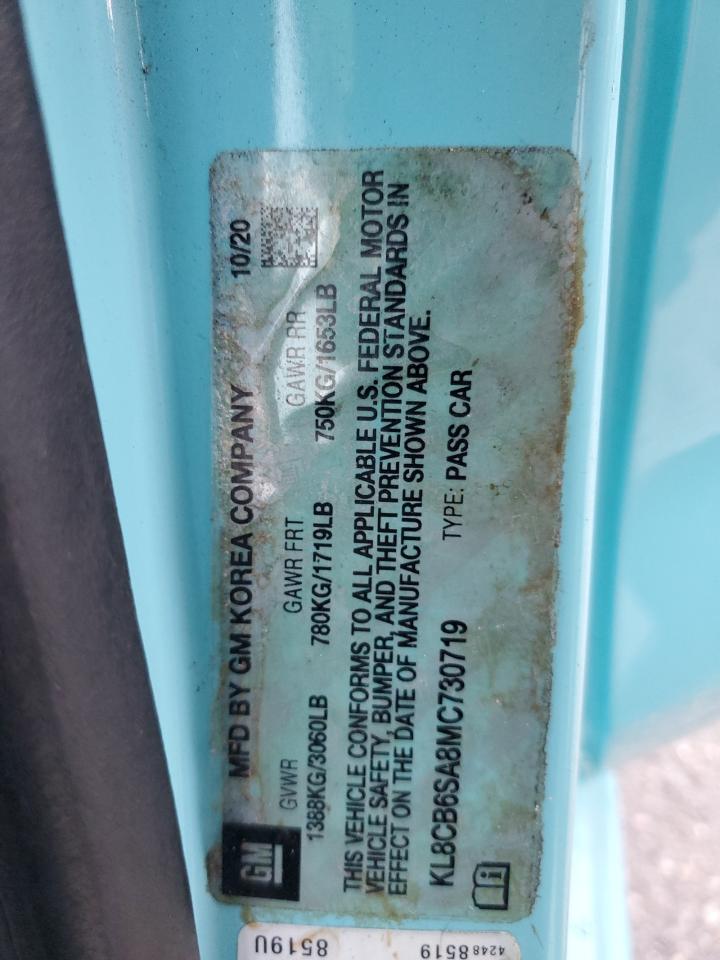 MFD BY GM KOREA COMPANY 10/20
GM
GVWR GAWR FRT GAWR RR
1388KG/3060LB 780KG/1719LB 750KG/1653LB
THIS VEHICLE CONFORMS TO ALL APPLICABLE U.S. FEDERAL MOTOR
VEHICLE SAFETY, BUMPER, AND THEFT PREVENTION STANDARDS IN
EFFECT ON THE DATE OF MANUFACTURE SHOWN ABOVE.
KL8CB6SA8MC730719 TYPE: PASS CAR
8519U
42488519